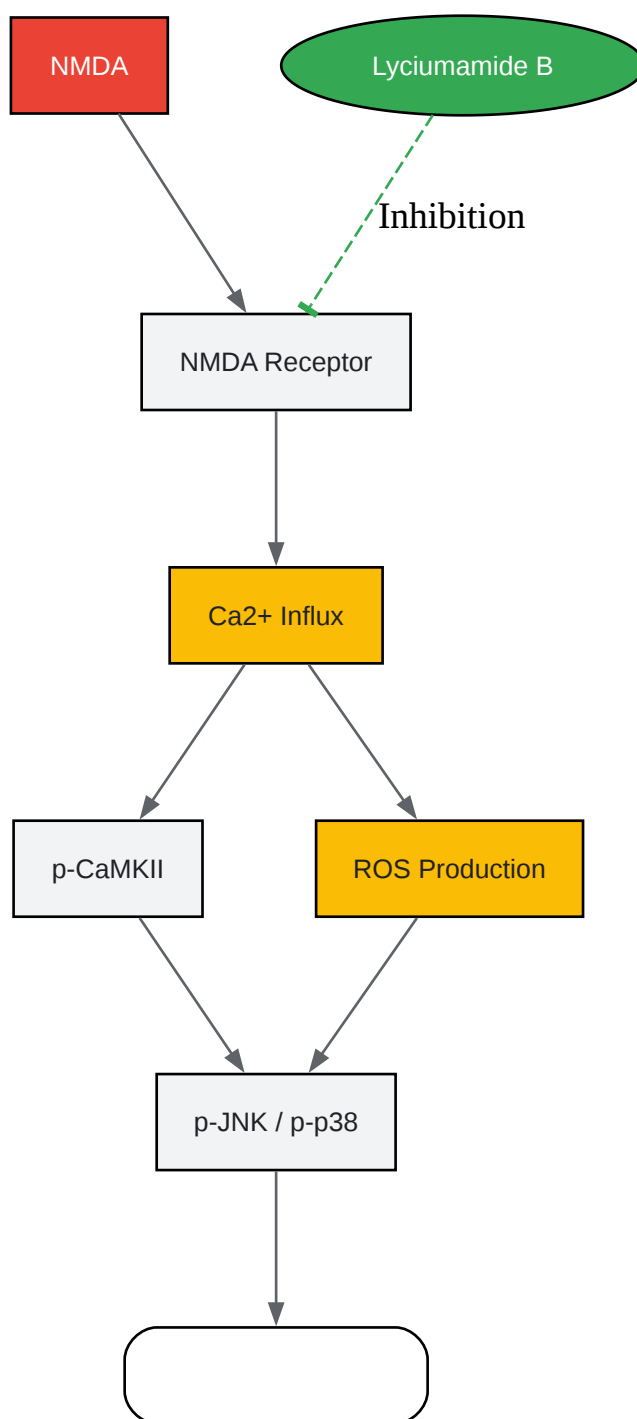 NMDA
Lyciumamide B
Inhibition
NMDA Receptor
Ca2+ Influx
p-CaMKII
ROS Production
p-JNK / p-p38